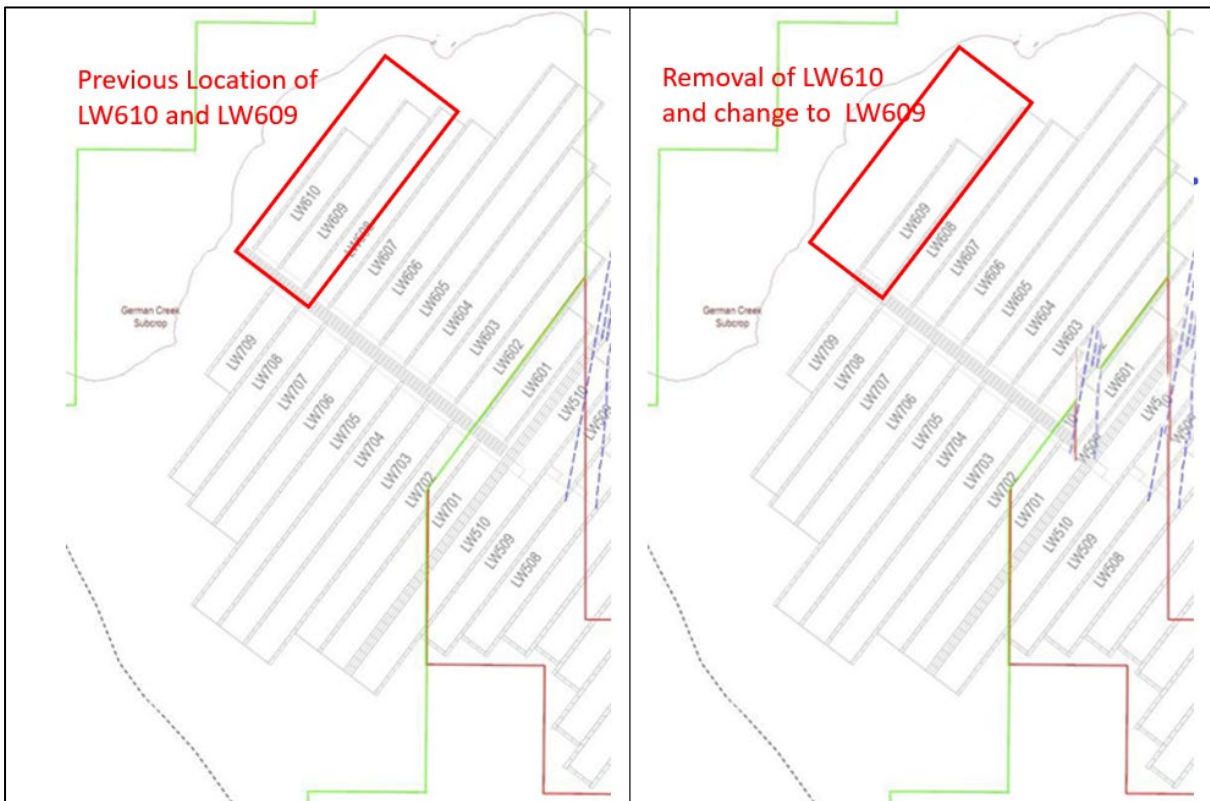 Previous Location of
LW610 and LW609
LW610
LW609
LW608
LW607
LW606
LW605
LW604
LW603
LW602
LW601
LW510
LW509
German Creek
Subcrop
LW709
LW708
LW707
LW706
LW705
LW704
LW703
LW702
LW701
LW510
LW509
LW508
Removal of LW610
and change to LW609
LW609
LW608
LW607
LW606
LW605
LW604
LW603
LW601
German Creek
Subcrop
LW709
LW708
LW707
LW706
LW705
LW704
LW703
LW702
LW701
LW510
LW509
LW508